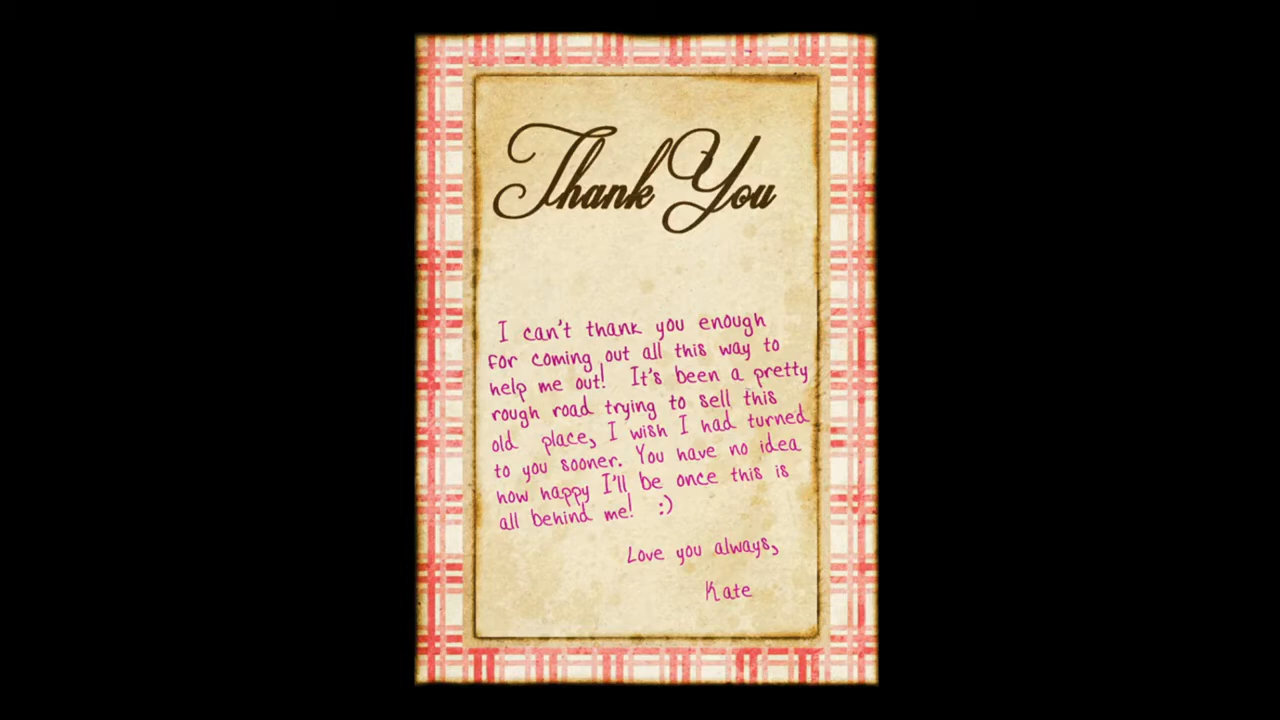 Thank You
I can't thank you enough
for coming out all this way to
help me out! It's been a pretty
rough road trying to sell this
old place, I wish I had turned
to you sooner. You have no idea
how happy I'll be once this is
all behind me! :)
Love you always,
Kate